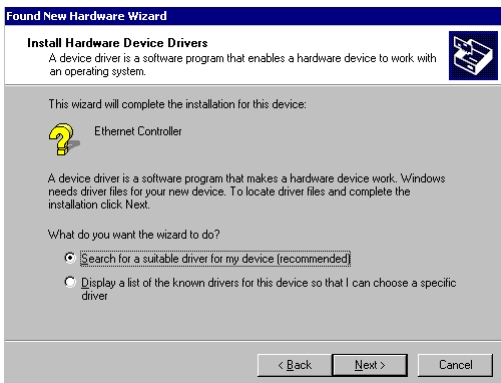 Found New Hardware Wizard
Install Hardware Device Drivers
A device driver is a software program that enables a hardware device to work with
an operating system.
This wizard will complete the installation for this device:
Ethernet Controller
A device driver is a software program that makes a hardware device work. Windows
needs driver files for your new device. To locate driver files and complete the
installation click Next.
What do you want the wizard to do?
Search for a suitable driver for my device (recommended)
Display a list of the known drivers for this device so that I can choose a specific
driver
< Back
Next >
Cancel